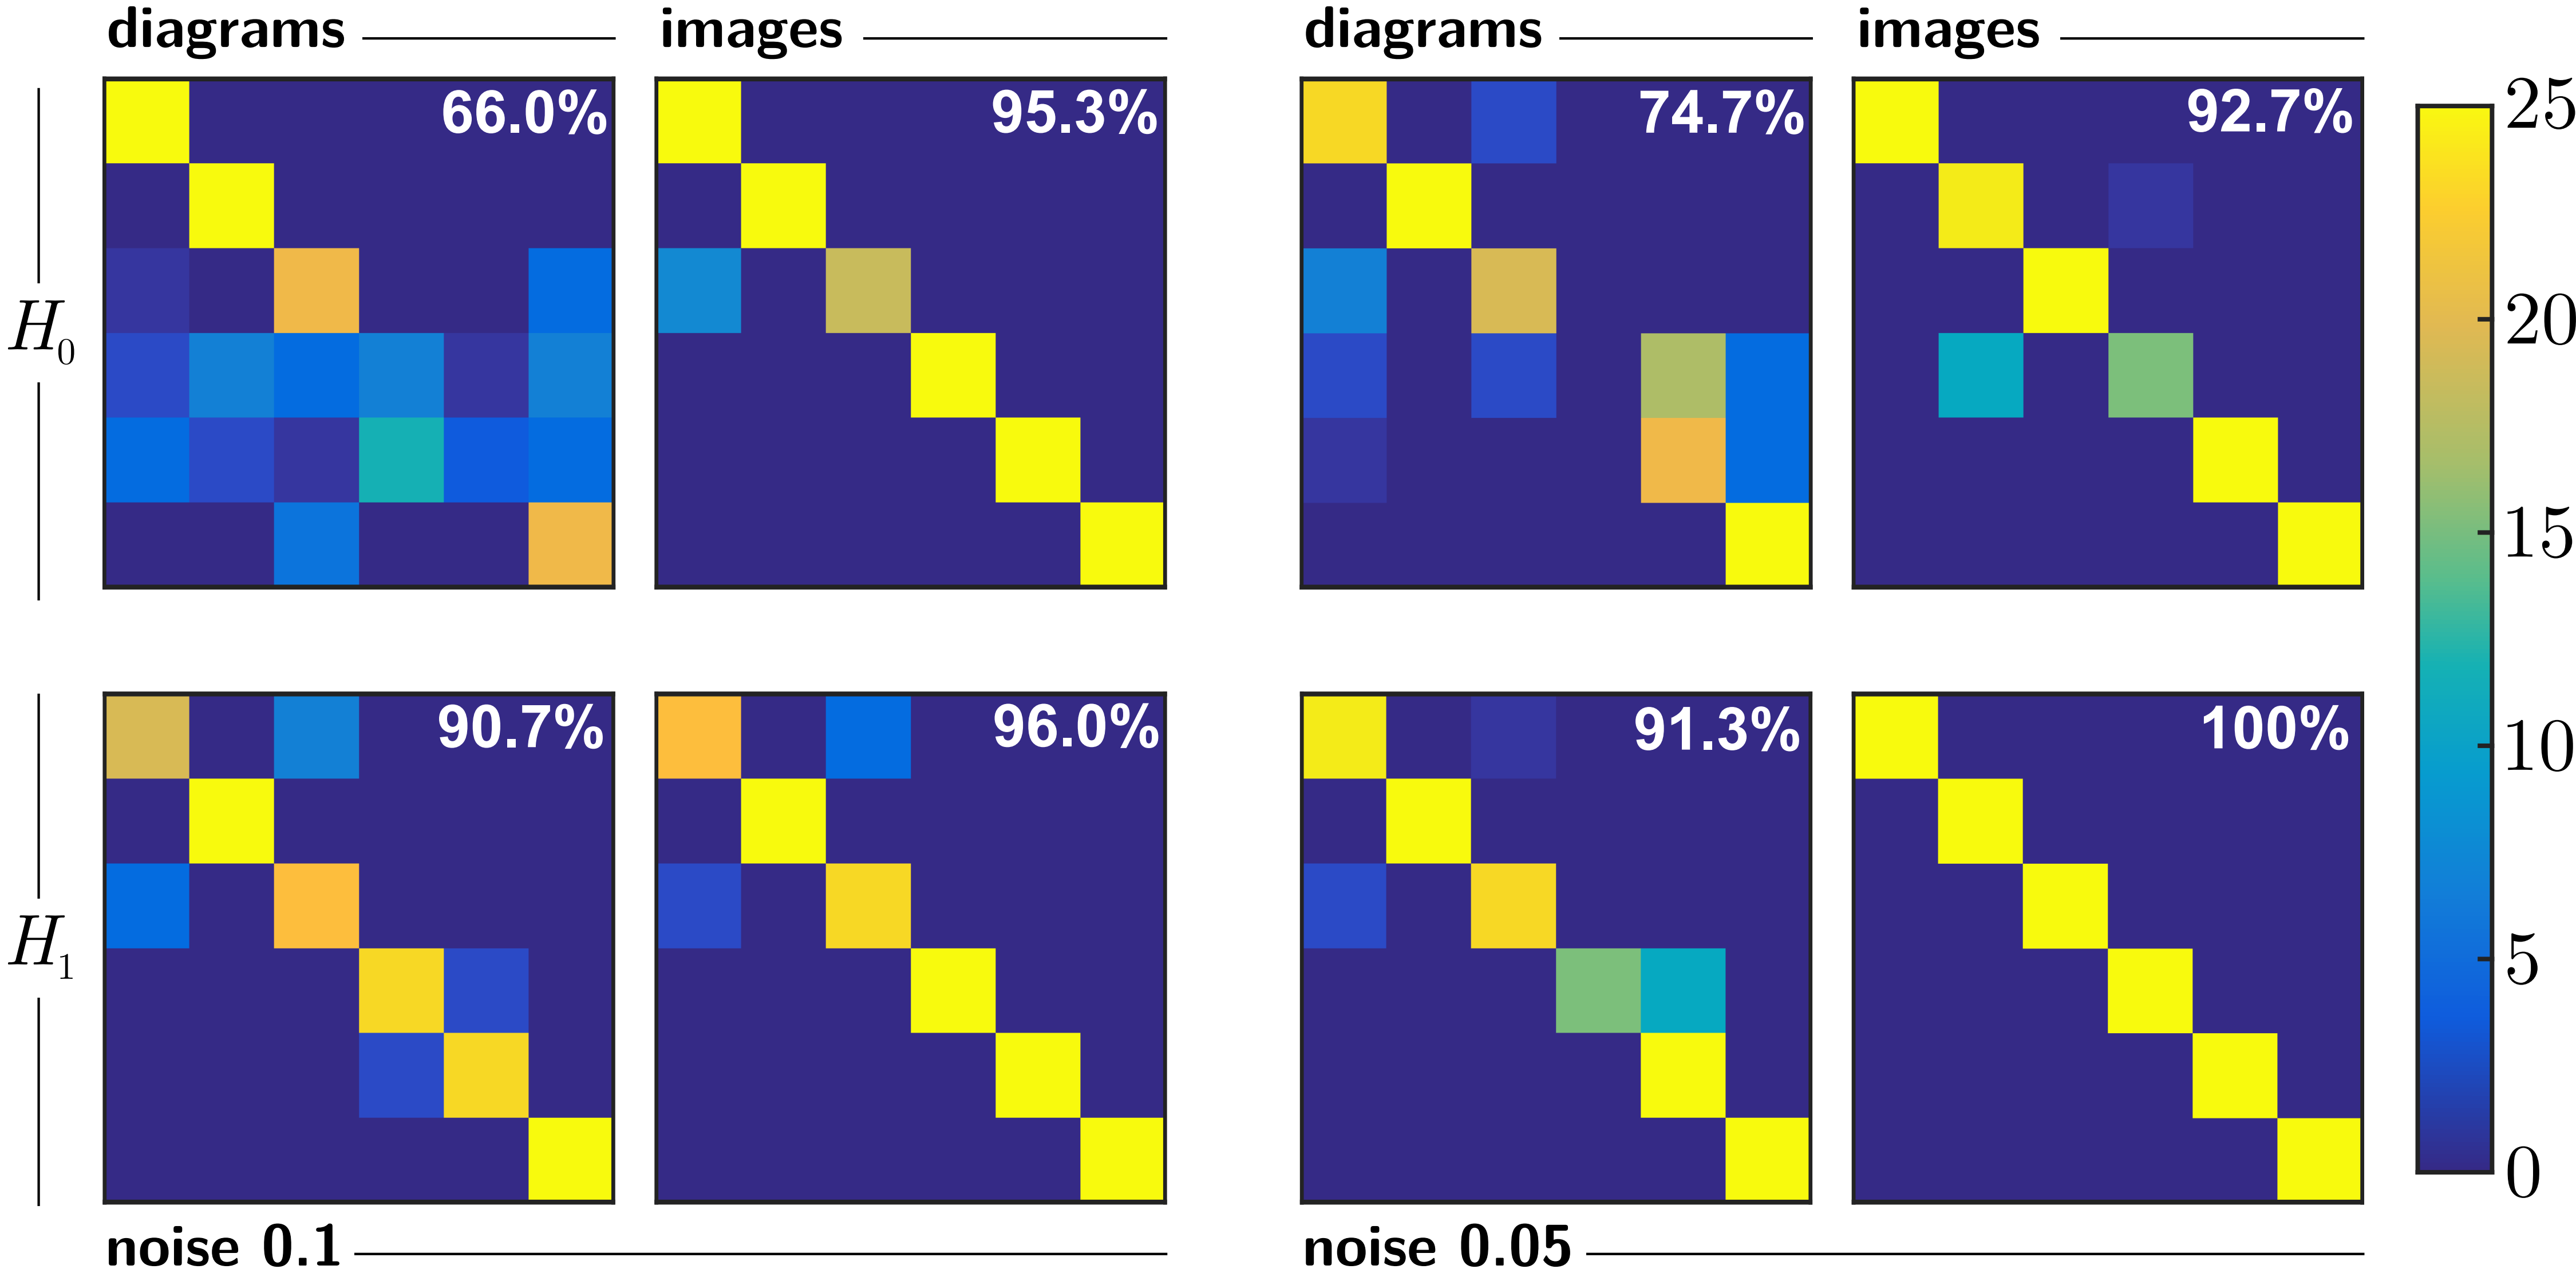 diagrams images diagrams images
66.0% 95.3% 74.7% 92.7%
H0
90.7% 96.0% 91.3% 100%
H1
noise 0.1 noise 0.05
25
20
15
10
5
0